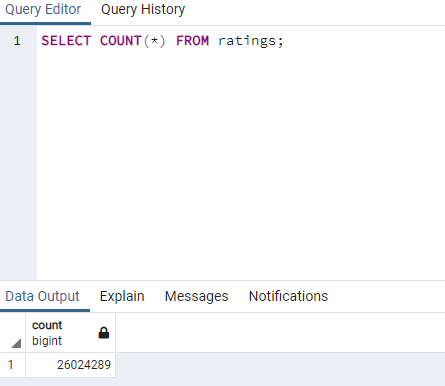 Query Editor Query History
1 SELECT COUNT(*) FROM ratings;
Data Output Explain Messages Notifications
count
bigint
1 26024289